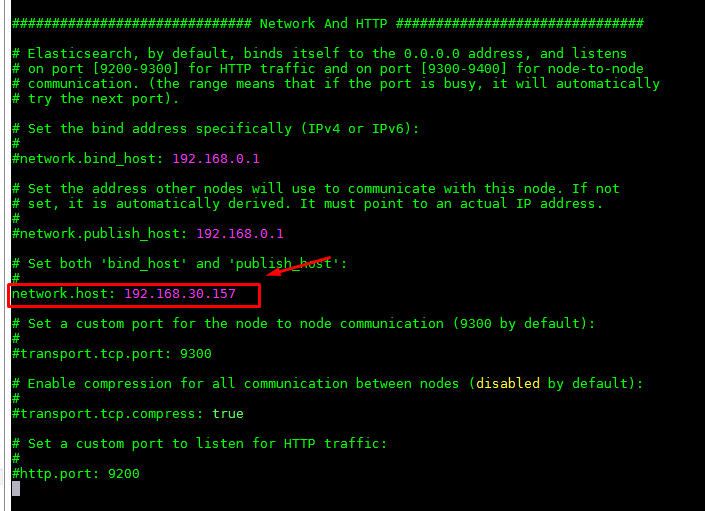 ############################## Network And HTTP ###############################
# Elasticsearch, by default, binds itself to the 0.0.0.0 address, and listens
# on port [9200-9300] for HTTP traffic and on port [9300-9400] for node-to-node
# communication. (the range means that if the port is busy, it will automatically
# try the next port).
# Set the bind address specifically (IPv4 or IPv6):
#
#network.bind_host: 192.168.0.1
# Set the address other nodes will use to communicate with this node. If not
# set, it is automatically derived. It must point to an actual IP address.
#
#network.publish_host: 192.168.0.1
# Set both 'bind_host' and 'publish_host':
#
network.host: 192.168.30.157
# Set a custom port for the node to node communication (9300 by default):
#
#transport.tcp.port: 9300
# Enable compression for all communication between nodes (disabled by default):
#
#transport.tcp.compress: true
# Set a custom port to listen for HTTP traffic:
#
#http.port: 9200